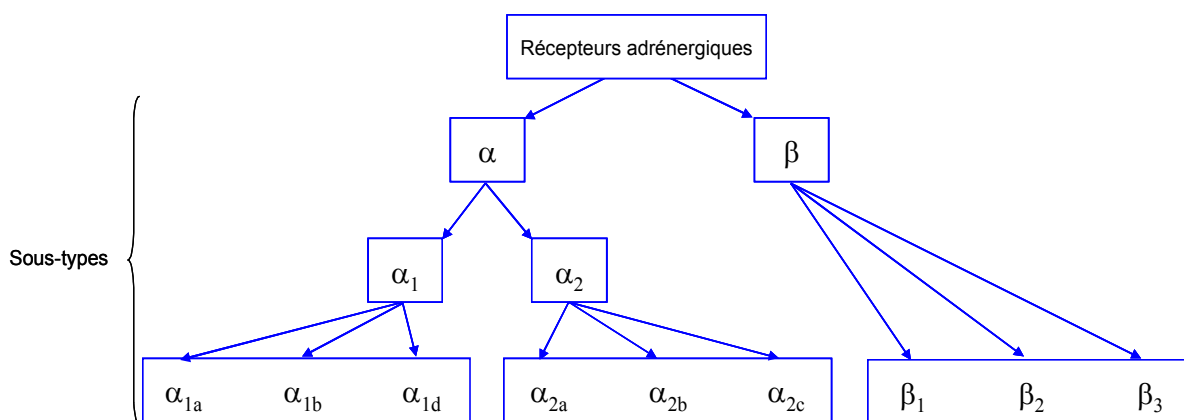 Récepteurs adrénergiques
α β
Sous-types
α₁ α₂
α₁ₐ α₁b α₁d α₂ₐ α₂b α₂c β₁ β₂ β₃